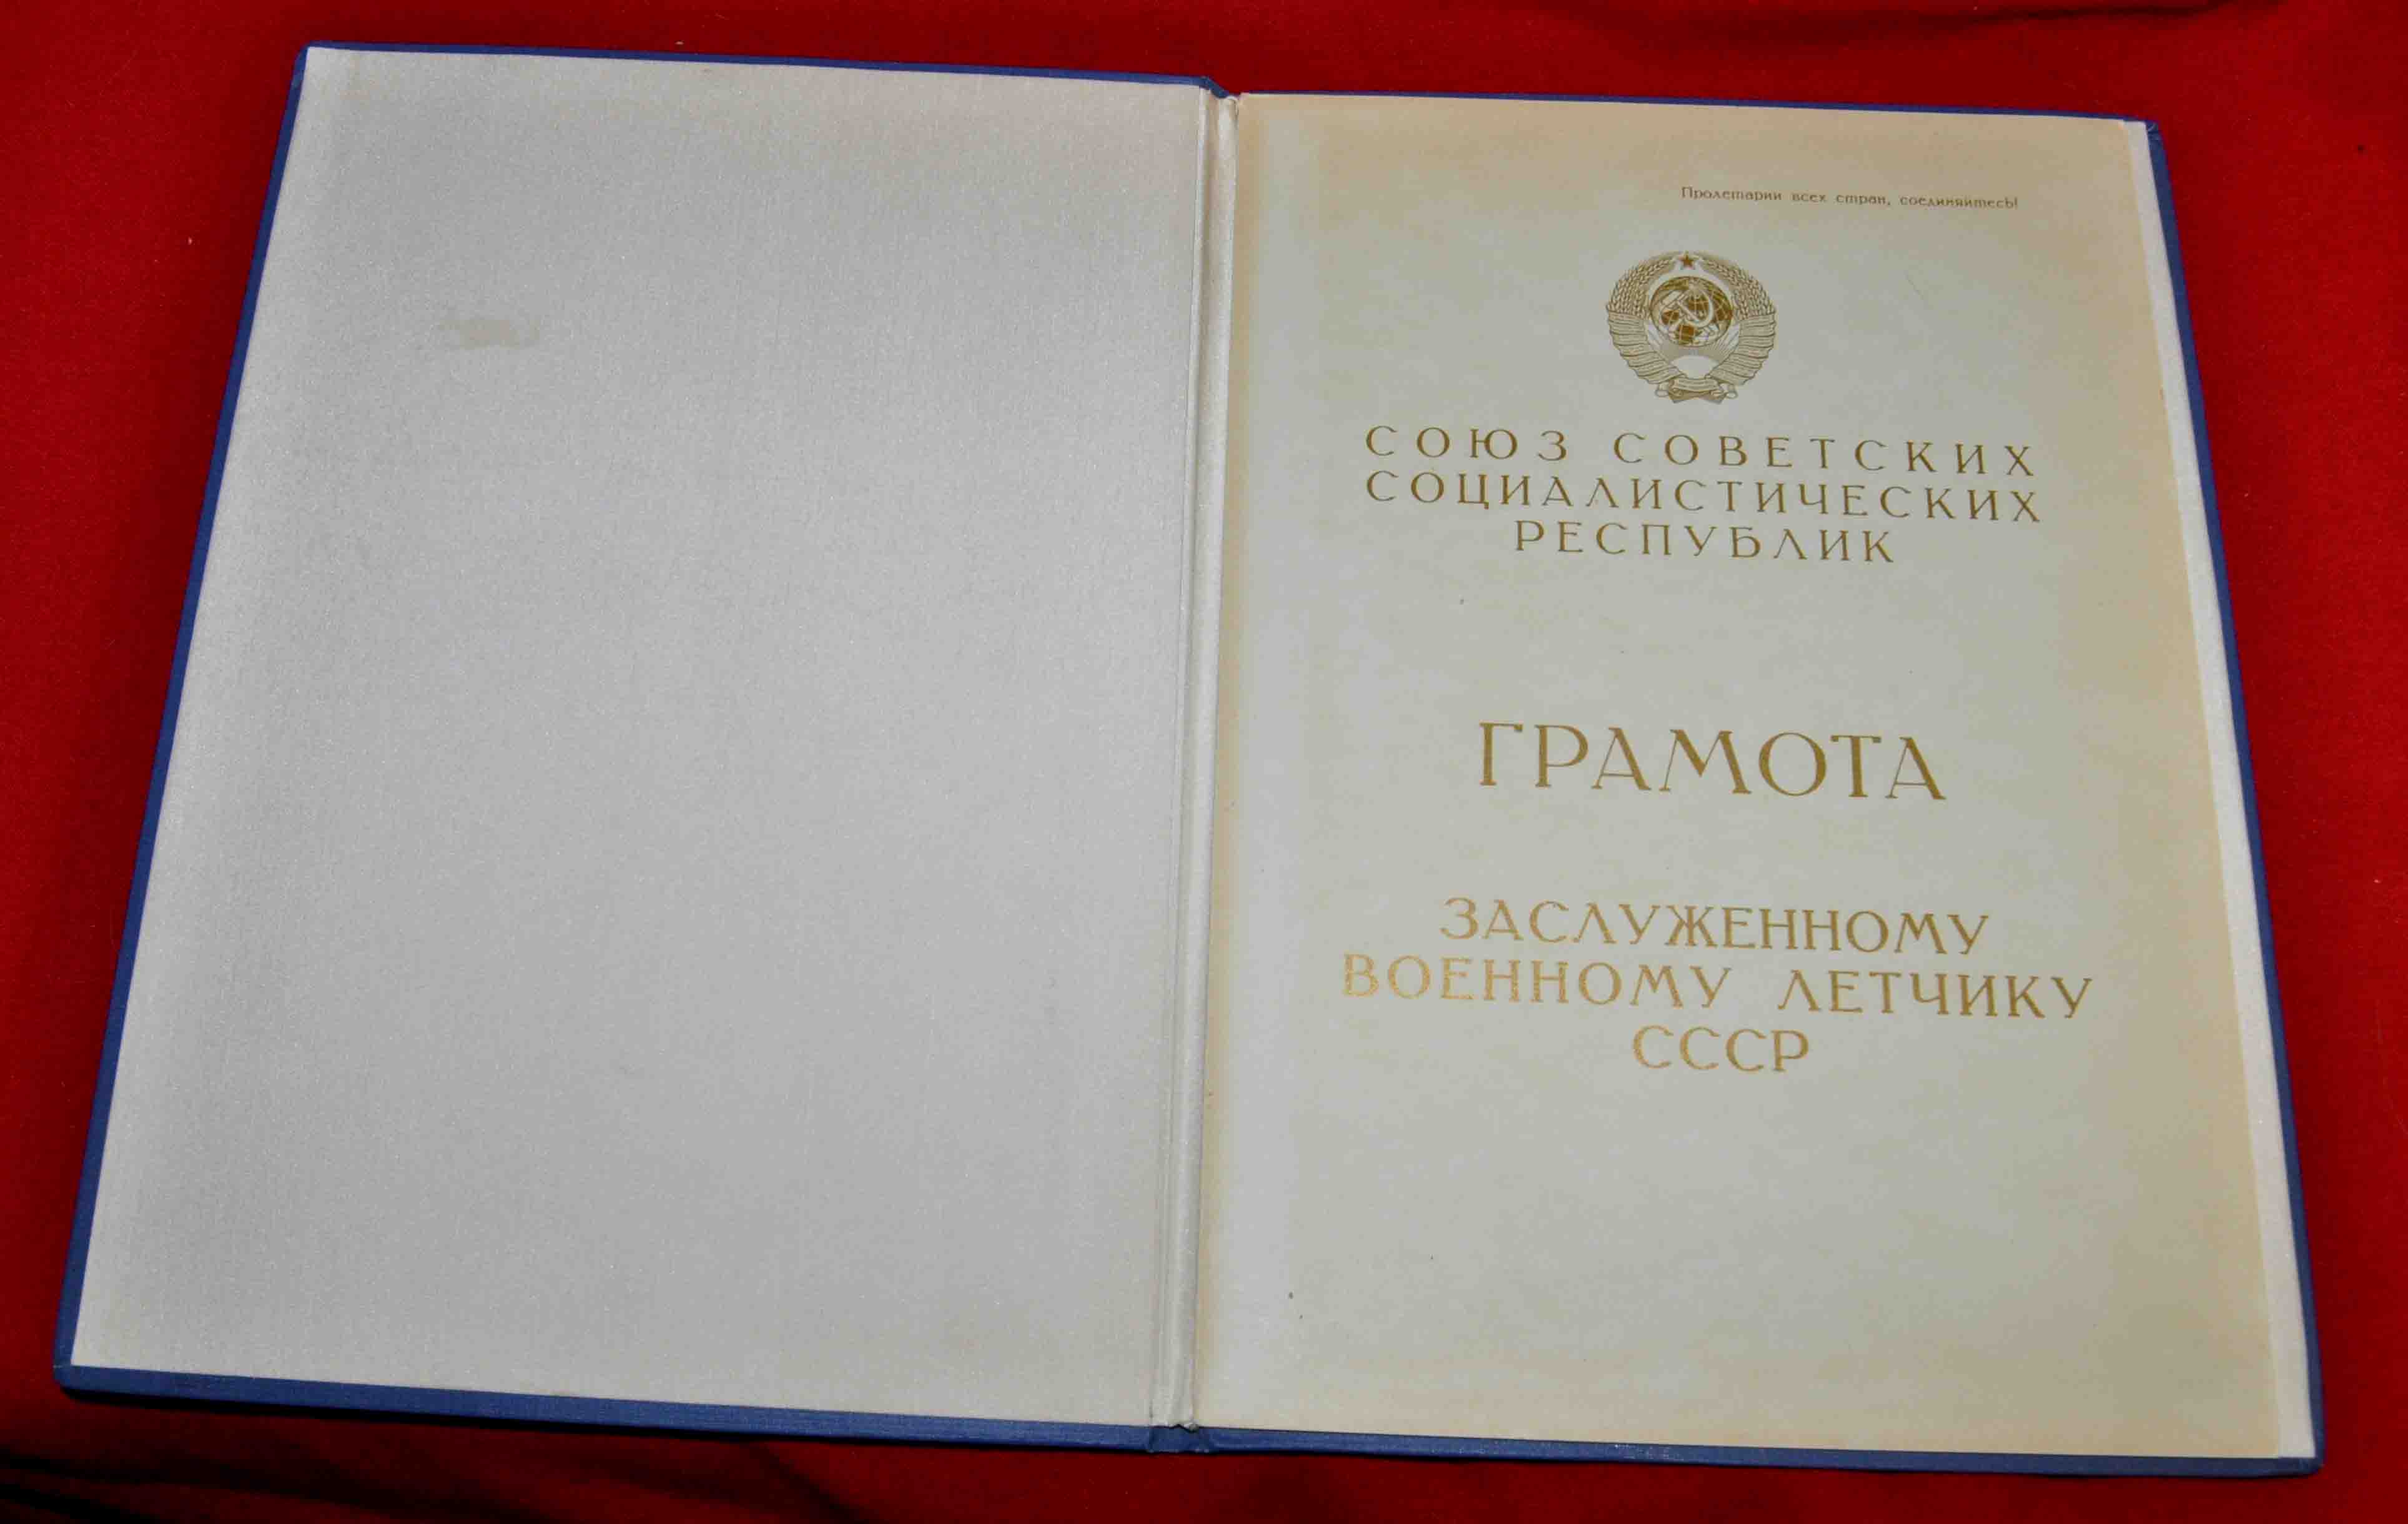 Пролетарии всех стран, соединяйтесь!
СОЮЗ СОВЕТСКИХ
СОЦИАЛИСТИЧЕСКИХ
РЕСПУБЛИК
ГРАМОТА
ЗАСЛУЖЕННОМУ
ВОЕННОМУ ЛЕТЧИКУ
СССР